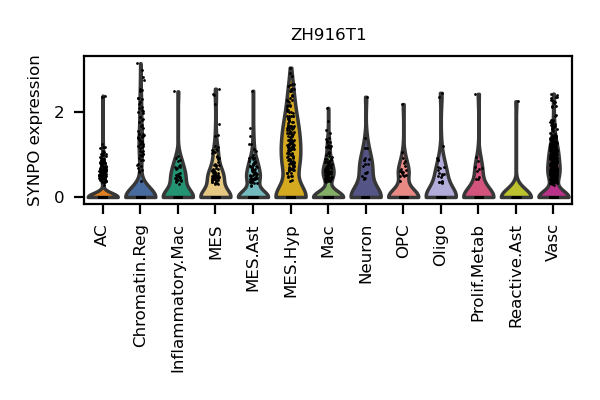 ZH916T1
SYNPO expression
2
0
AC
Chromatin.Reg
Inflammatory.Mac
MES
MES.Ast
MES.Hyp
Mac
Neuron
OPC
Oligo
Prolif.Metab
Reactive.Ast
Vasc